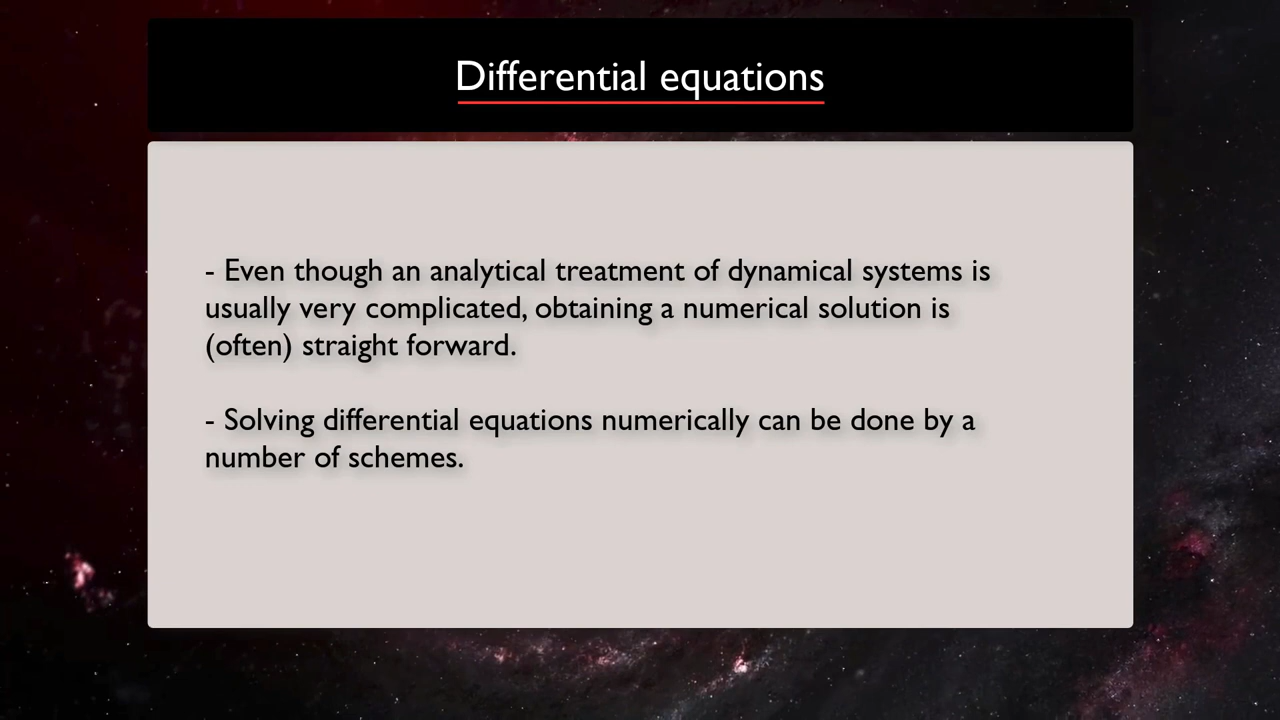 Differential equations
- Even though an analytical treatment of dynamical systems is
usually very complicated, obtaining a numerical solution is
(often) straight forward.
- Solving differential equations numerically can be done by a
number of schemes.